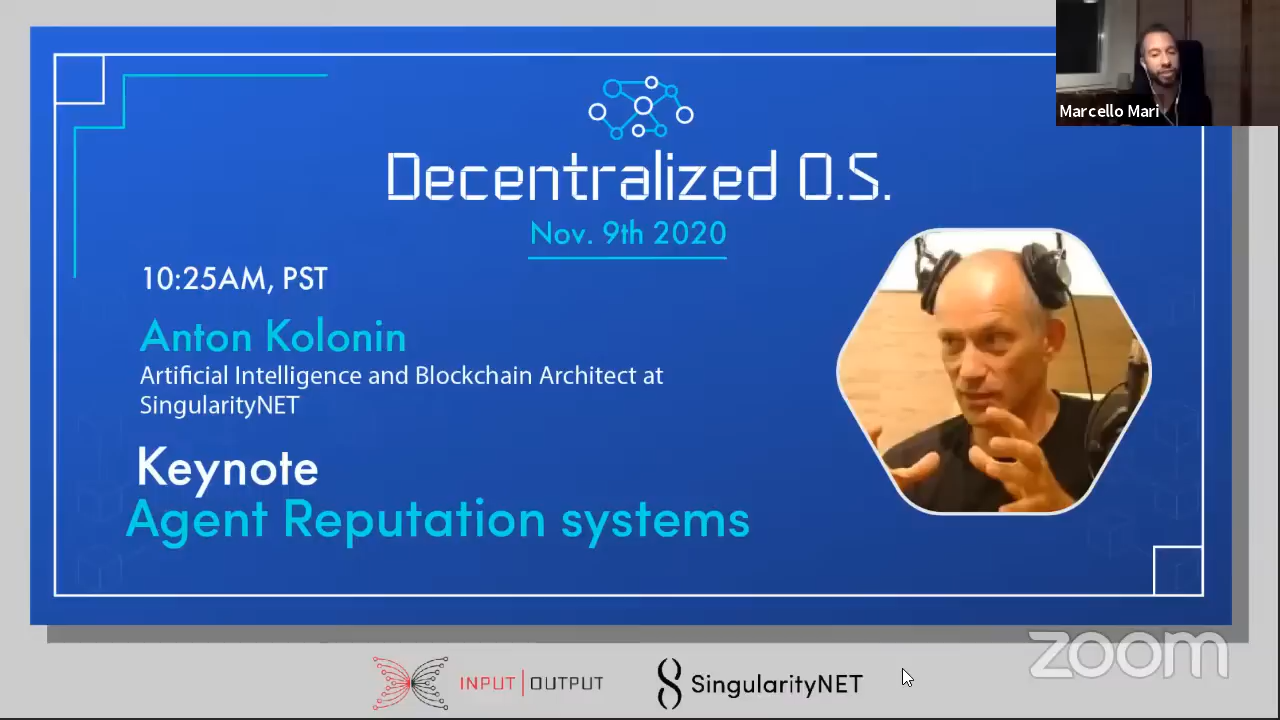 Marcello Mari
Decentralized O.S.
Nov. 9th 2020
10:25AM, PST
Anton Kolonin
Artificial Intelligence and Blockchain Architect at
SingularityNET
Keynote
Agent Reputation systems
zoom
INPUT|OUTPUT
SingularityNET